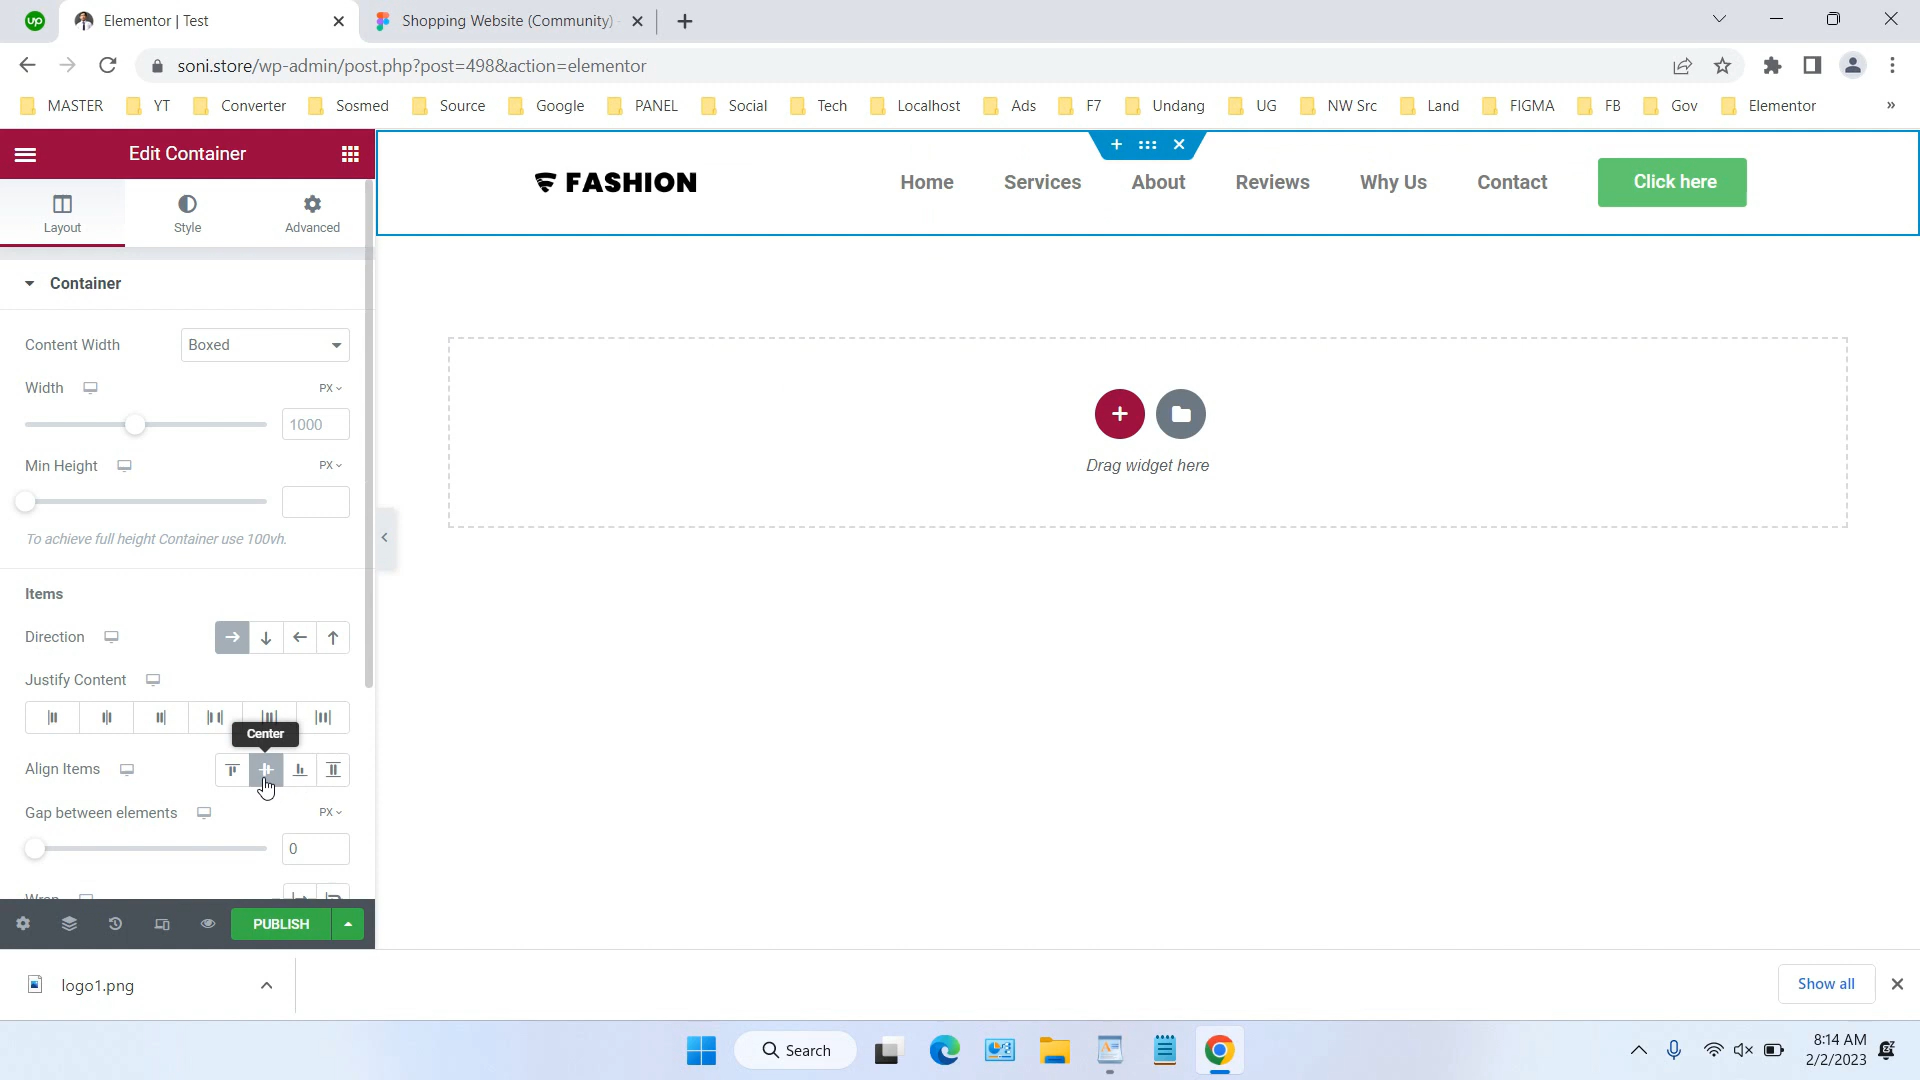 Elementor | Test
Shopping Website (Community)
soni.store/wp-admin/post.php?post=498&action=elementor
MASTER YT Converter Sosmed Source Google PANEL Social Tech Localhost Ads F7 Undang UG NW Src Land FIGMA FB Gov Elementor »
Edit Container
Layout Style Advanced
FASHION
Home Services About Reviews Why Us Contact Click here
Container
Content Width Boxed
Width PX
1000
Min Height PX
To achieve full height Container use 100vh.
Items
Direction
Justify Content
Center
Align Items
Gap between elements PX
0
Wrap
PUBLISH
Drag widget here
logo1.png
Show all
Search
8:14 AM
2/2/2023